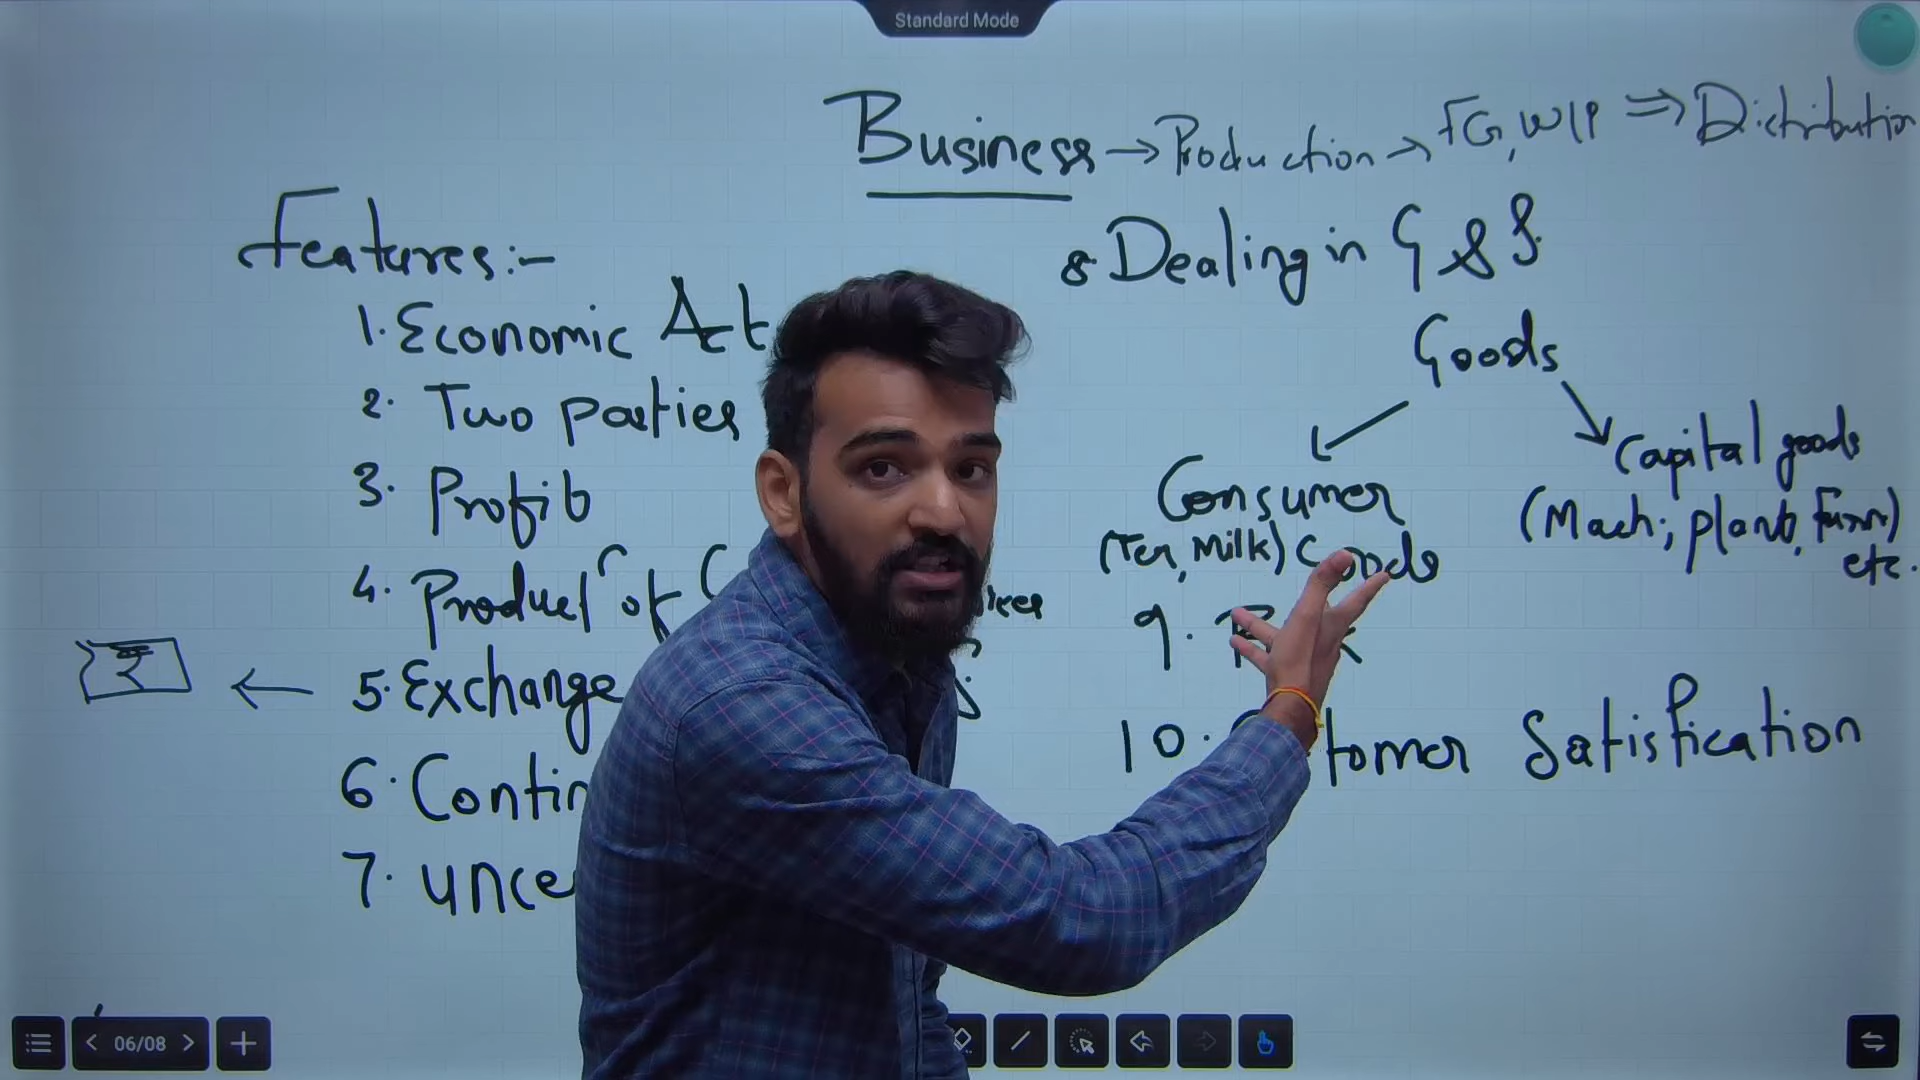 Standard Mode
Business → Production → FG, WIP ⇒ Distribution
Features:-
1. Economic Act
2. Two parties
3. Profit
4. Product of
5. Exchange
6. Contin
7. unce
8. Dealing in G & S.
Goods
Consumer
(Tea, Milk) Goods
Capital goods
(Mach; plant, Furn)
etc.
9.
10. tomer Satisfication
₹
06/08